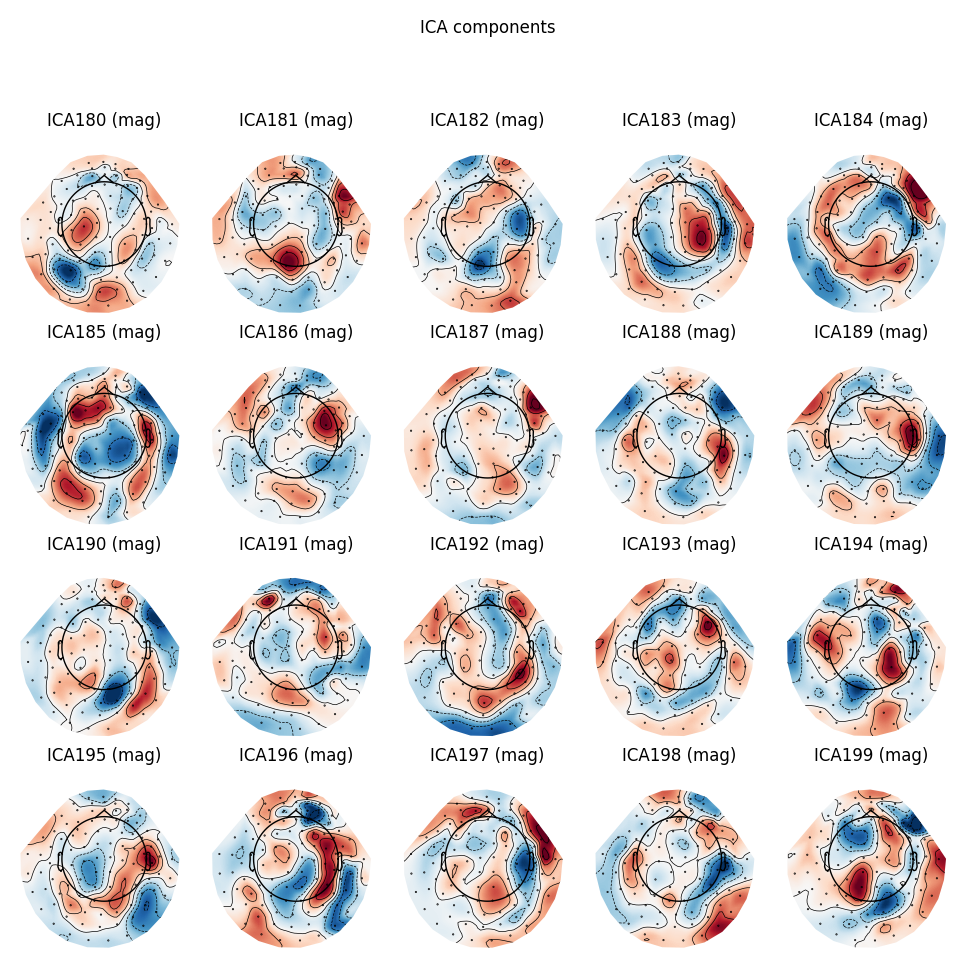 ICA components
ICA180 (mag) ICA181 (mag) ICA182 (mag) ICA183 (mag) ICA184 (mag)
ICA185 (mag) ICA186 (mag) ICA187 (mag) ICA188 (mag) ICA189 (mag)
ICA190 (mag) ICA191 (mag) ICA192 (mag) ICA193 (mag) ICA194 (mag)
ICA195 (mag) ICA196 (mag) ICA197 (mag) ICA198 (mag) ICA199 (mag)